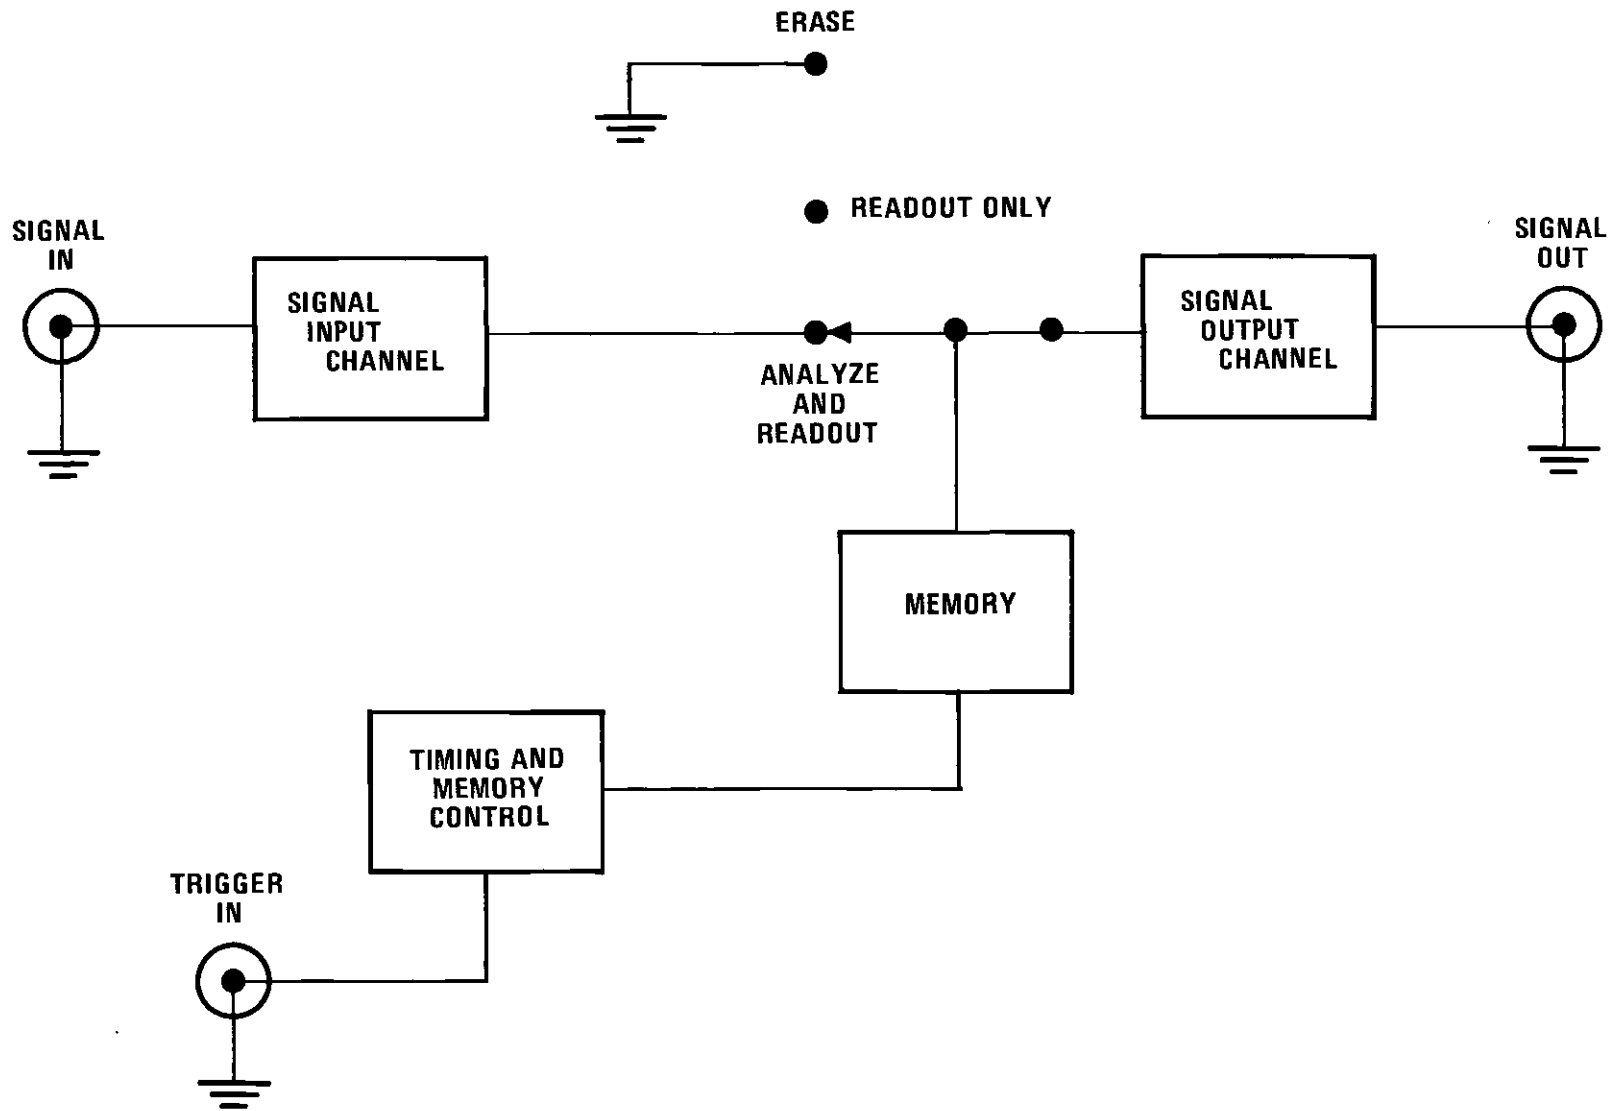 ERASE
READOUT ONLY
SIGNAL
IN
SIGNAL
INPUT
CHANNEL
ANALYZE
AND
READOUT
SIGNAL
OUTPUT
CHANNEL
SIGNAL
OUT
MEMORY
TIMING AND
MEMORY
CONTROL
TRIGGER
IN